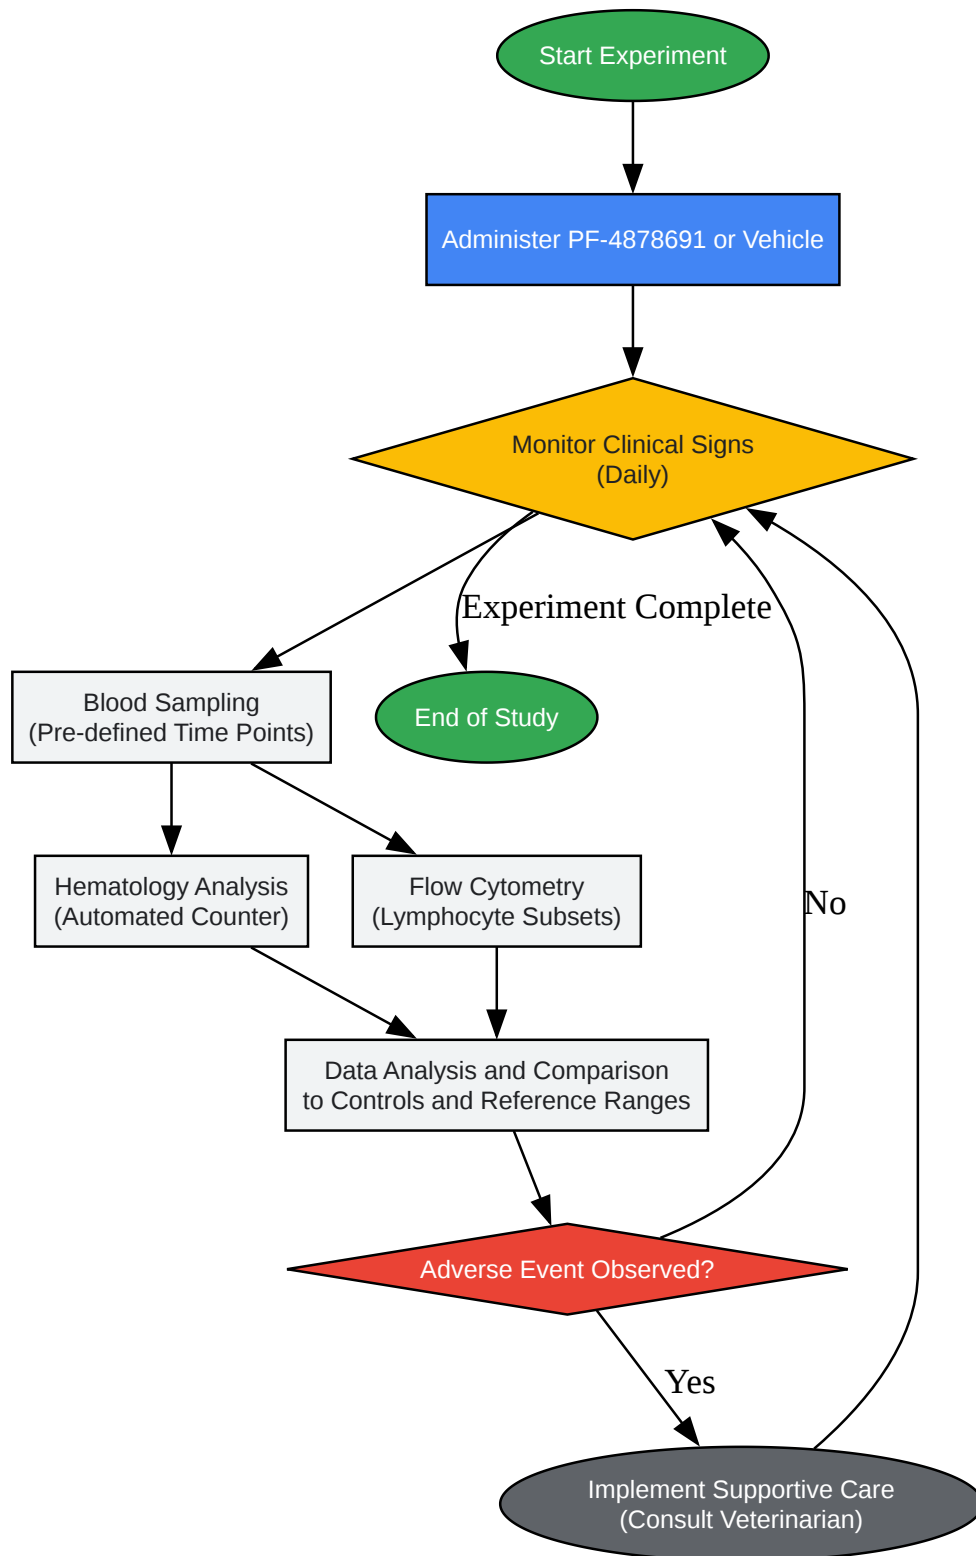 Start Experiment
Administer PF-4878691 or Vehicle
Monitor Clinical Signs
(Daily)
Experiment Complete
Blood Sampling
(Pre-defined Time Points)
End of Study
Hematology Analysis
(Automated Counter)
Flow Cytometry
(Lymphocyte Subsets)
No
Data Analysis and Comparison
to Controls and Reference Ranges
Adverse Event Observed?
Yes
Implement Supportive Care
(Consult Veterinarian)